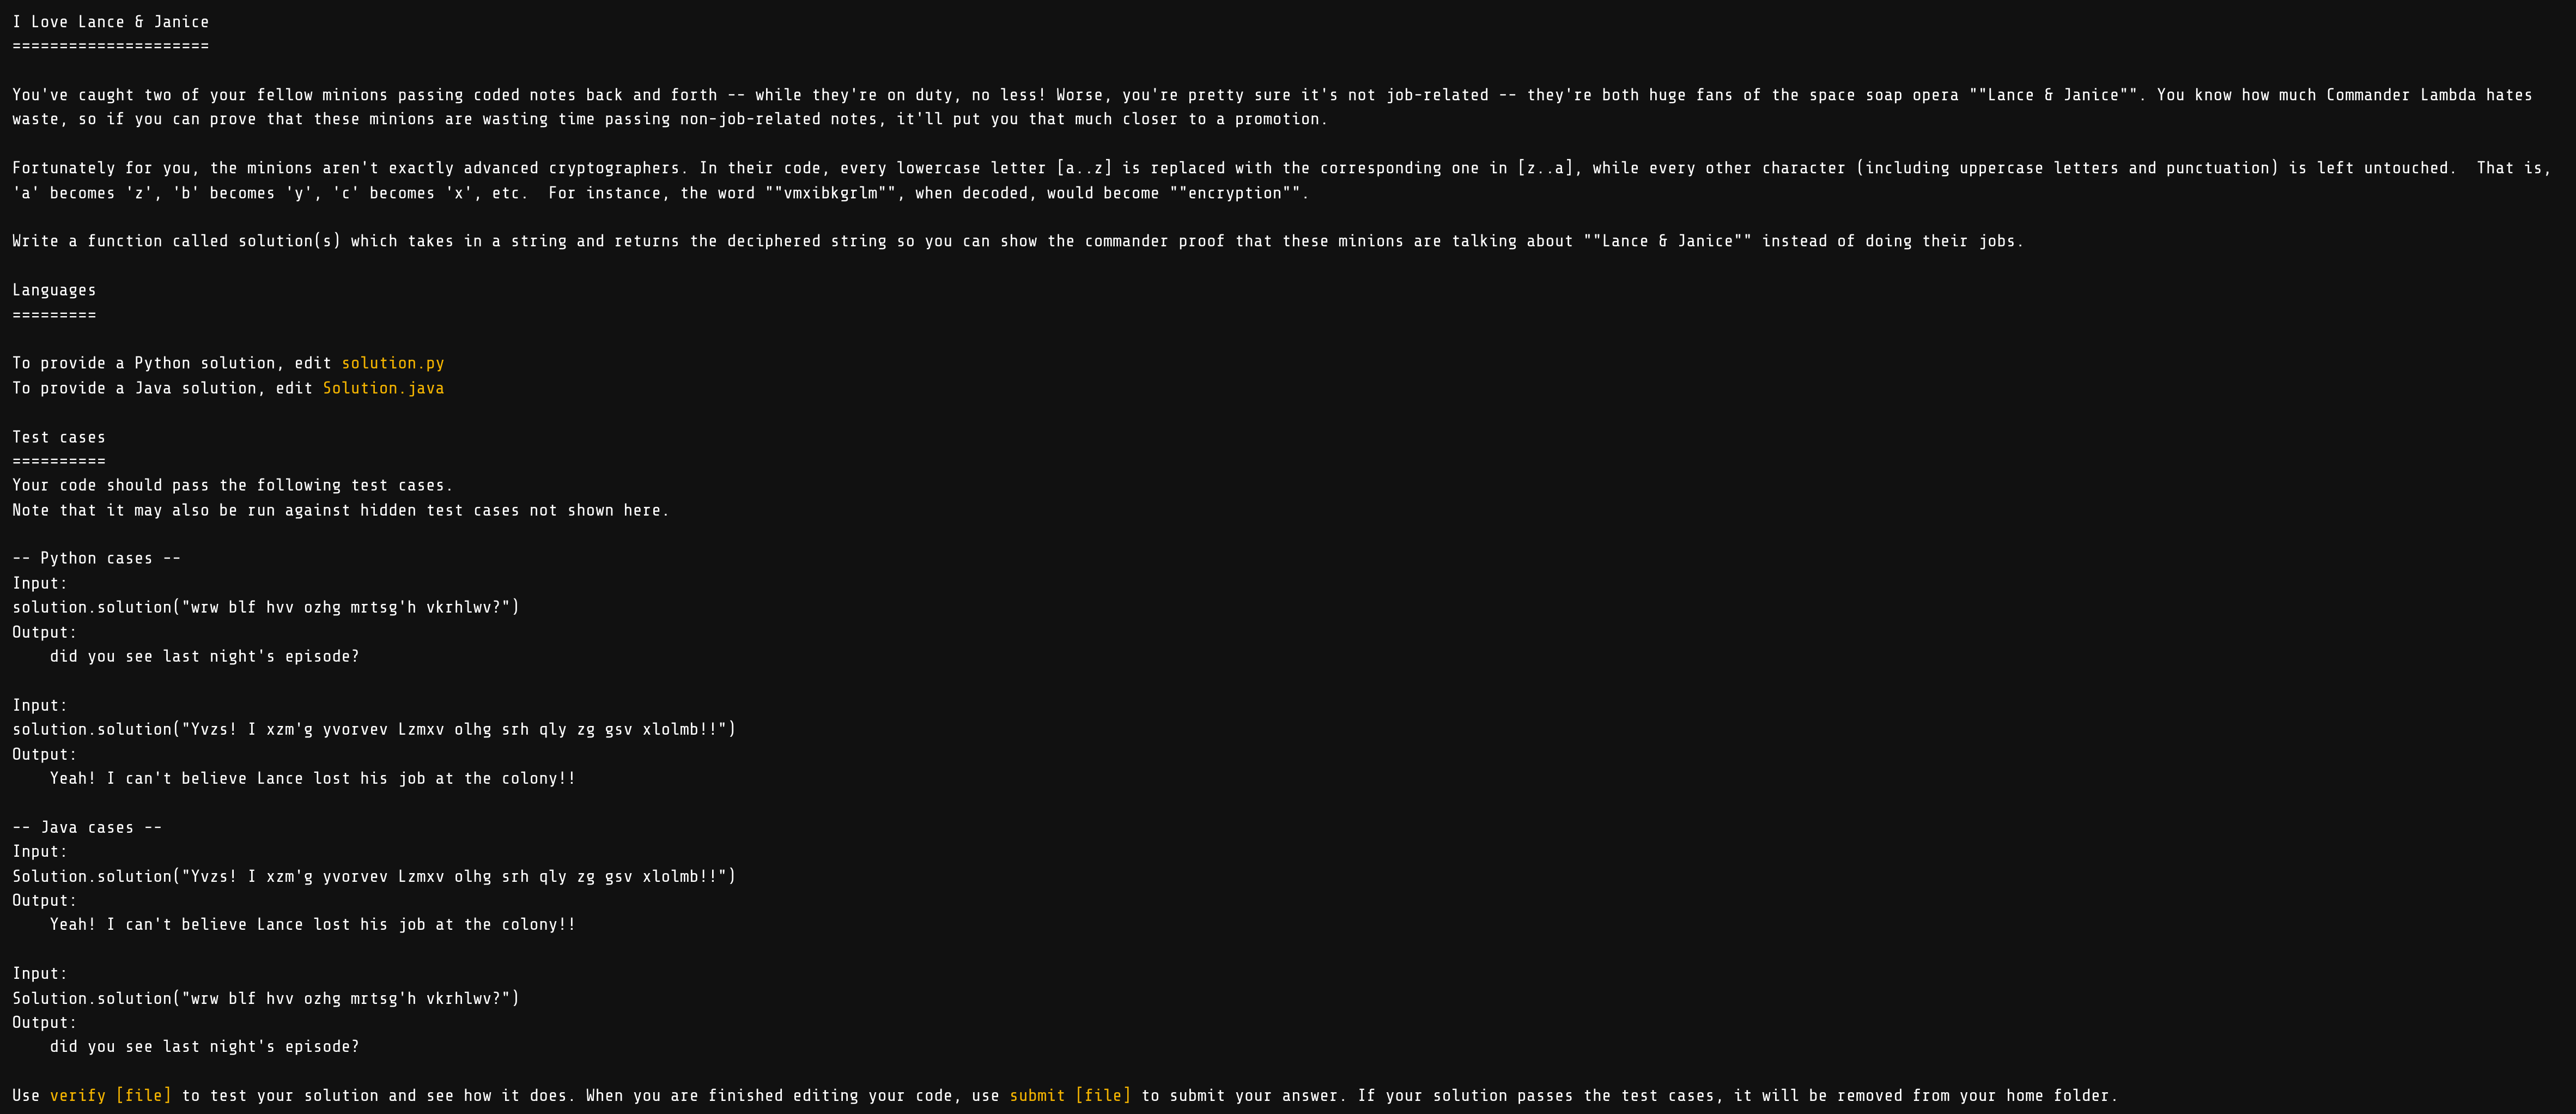 I Love Lance & Janice
=====================
You've caught two of your fellow minions passing coded notes back and forth -- while they're on duty, no less! Worse, you're pretty sure it's not job-related -- they're both huge fans of the space soap opera ""Lance & Janice"". You know how much Commander Lambda hates
waste, so if you can prove that these minions are wasting time passing non-job-related notes, it'll put you that much closer to a promotion.
Fortunately for you, the minions aren't exactly advanced cryptographers. In their code, every lowercase letter [a..z] is replaced with the corresponding one in [z..a], while every other character (including uppercase letters and punctuation) is left untouched.  That is,
'a' becomes 'z', 'b' becomes 'y', 'c' becomes 'x', etc.  For instance, the word ""vmxibkgrlm"", when decoded, would become ""encryption"".
Write a function called solution(s) which takes in a string and returns the deciphered string so you can show the commander proof that these minions are talking about ""Lance & Janice"" instead of doing their jobs.
Languages
=========
To provide a Python solution, edit solution.py
To provide a Java solution, edit Solution.java
Test cases
==========
Your code should pass the following test cases.
Note that it may also be run against hidden test cases not shown here.
-- Python cases --
Input:
solution.solution("wrw blf hvv ozhg mrtsg'h vkrhlwv?")
Output:
    did you see last night's episode?
Input:
solution.solution("Yvzs! I xzm'g yvorvev Lzmxv olhg srh qly zg gsv xlolmb!!")
Output:
    Yeah! I can't believe Lance lost his job at the colony!!
-- Java cases --
Input:
Solution.solution("Yvzs! I xzm'g yvorvev Lzmxv olhg srh qly zg gsv xlolmb!!")
Output:
    Yeah! I can't believe Lance lost his job at the colony!!
Input:
Solution.solution("wrw blf hvv ozhg mrtsg'h vkrhlwv?")
Output:
    did you see last night's episode?
Use verify [file] to test your solution and see how it does. When you are finished editing your code, use submit [file] to submit your answer. If your solution passes the test cases, it will be removed from your home folder.